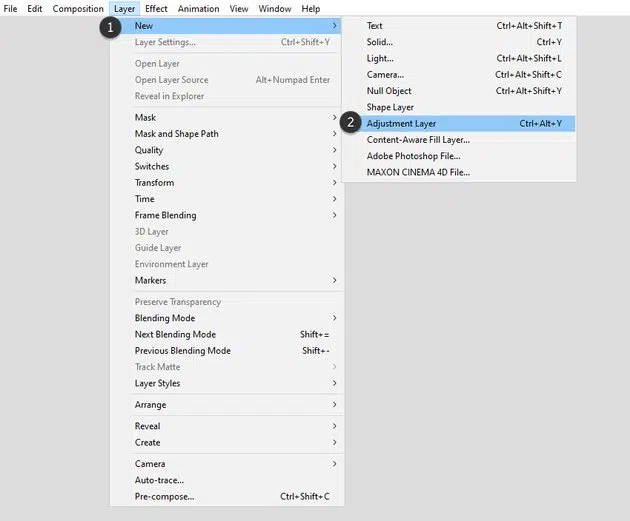 File Edit Composition Layer Effect Animation View Window Help
1 New >
Layer Settings... Ctrl+Shift+Y
Open Layer
Open Layer Source Alt+Numpad Enter
Reveal in Explorer
Mask >
Mask and Shape Path >
Quality >
Switches >
Transform >
Time >
Frame Blending >
3D Layer
Guide Layer
Environment Layer
Markers >
Preserve Transparency
Blending Mode >
Next Blending Mode Shift+=
Previous Blending Mode Shift+-
Track Matte >
Layer Styles >
Arrange >
Reveal >
Create >
Camera >
Auto-trace...
Pre-compose... Ctrl+Shift+C
Text Ctrl+Alt+Shift+T
Solid... Ctrl+Y
Light... Ctrl+Alt+Shift+L
Camera... Ctrl+Alt+Shift+C
Null Object Ctrl+Alt+Shift+Y
Shape Layer
2 Adjustment Layer Ctrl+Alt+Y
Content-Aware Fill Layer...
Adobe Photoshop File...
MAXON CINEMA 4D File...